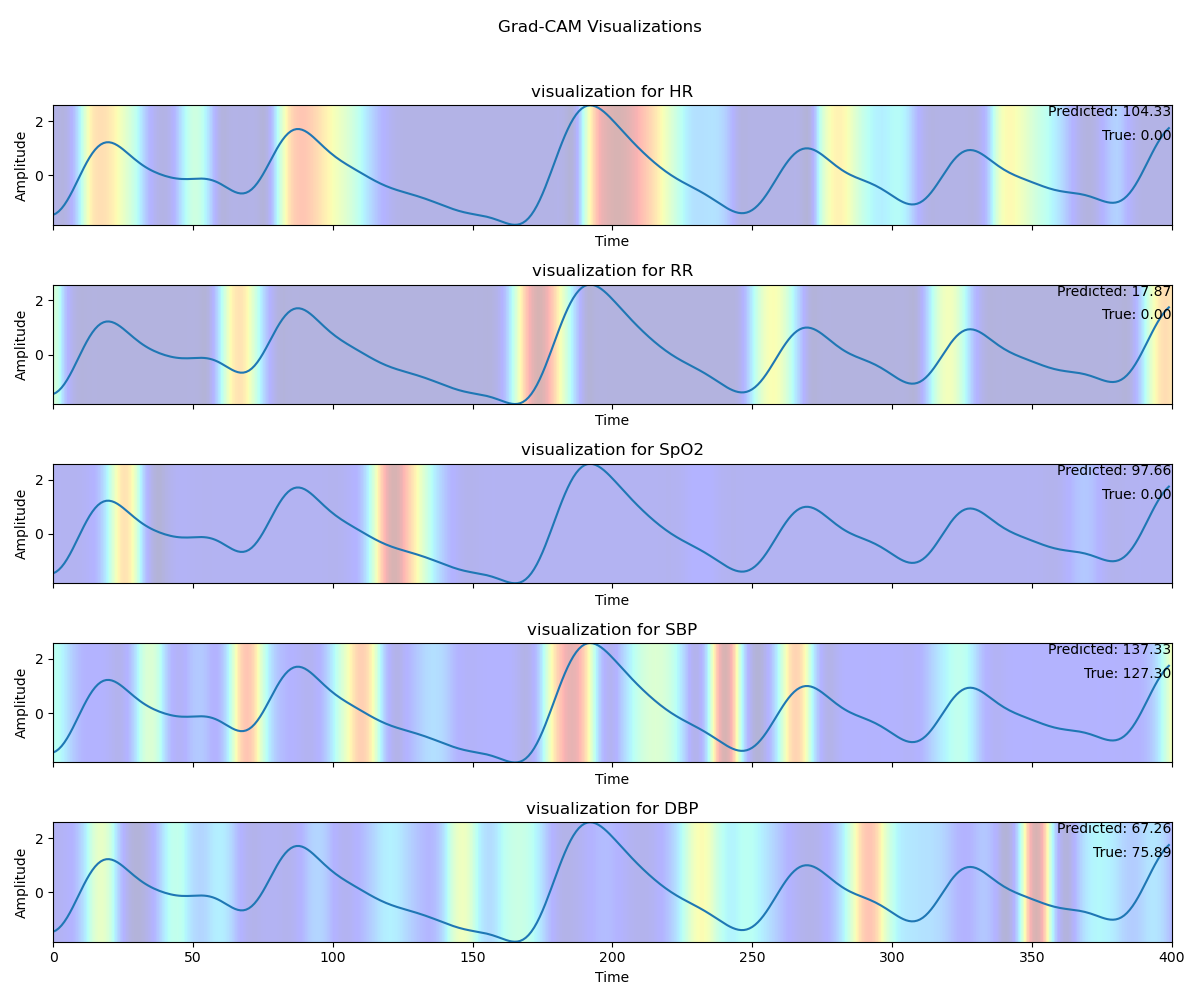 Grad-CAM Visualizations
visualization for HR
Predicted: 104.33
True: 0.00
2
0
Amplitude
Time
visualization for RR
Predicted: 17.87
True: 0.00
2
0
Amplitude
Time
visualization for SpO2
Predicted: 97.66
True: 0.00
2
0
Amplitude
Time
visualization for SBP
Predicted: 137.33
True: 127.30
2
0
Amplitude
Time
visualization for DBP
Predicted: 67.26
True: 75.89
2
0
Amplitude
0 50 100 150 200 250 300 350 400
Time